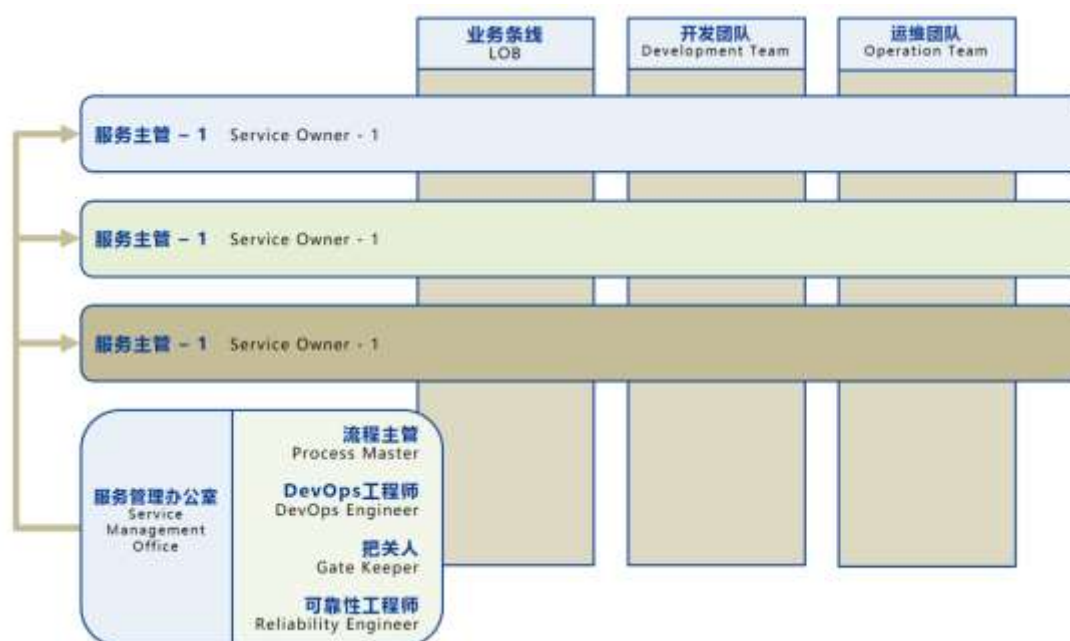 业务条线
LOB
开发团队
Development Team
运维团队
Operation Team
服务主管 – 1 Service Owner - 1
服务主管 – 1 Service Owner - 1
服务主管 – 1 Service Owner - 1
服务管理办公室
Service
Management
Office
流程主管
Process Master
DevOps工程师
DevOps Engineer
把关人
Gate Keeper
可靠性工程师
Reliability Engineer